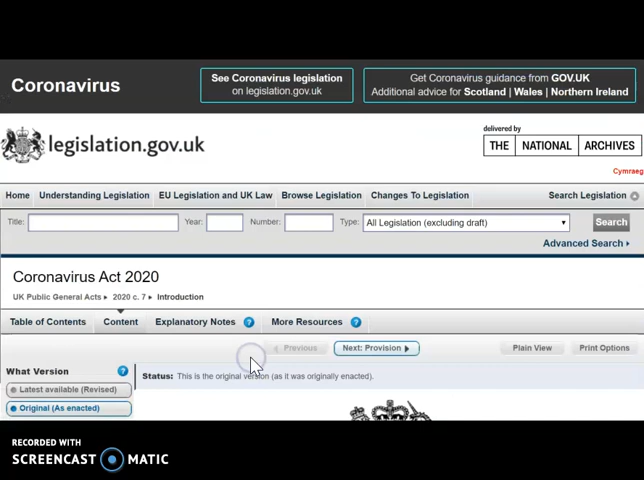 Coronavirus
See Coronavirus legislation
on legislation.gov.uk
Get Coronavirus guidance from GOV.UK
Additional advice for Scotland | Wales | Northern Ireland
legislation.gov.uk
delivered by
THE NATIONAL ARCHIVES
Cymraeg
Home Understanding Legislation EU Legislation and UK Law Browse Legislation Changes To Legislation Search Legislation
Title: Year: Number: Type: All Legislation (excluding draft) Search
Advanced Search
Coronavirus Act 2020
UK Public General Acts 2020 c. 7 Introduction
Table of Contents Content Explanatory Notes ? More Resources ?
Previous Next: Provision Plain View Print Options
What Version ?
Status: This is the original version (as it was originally enacted).
Latest available (Revised)
Original (As enacted)
RECORDED WITH
SCREENCAST MATIC